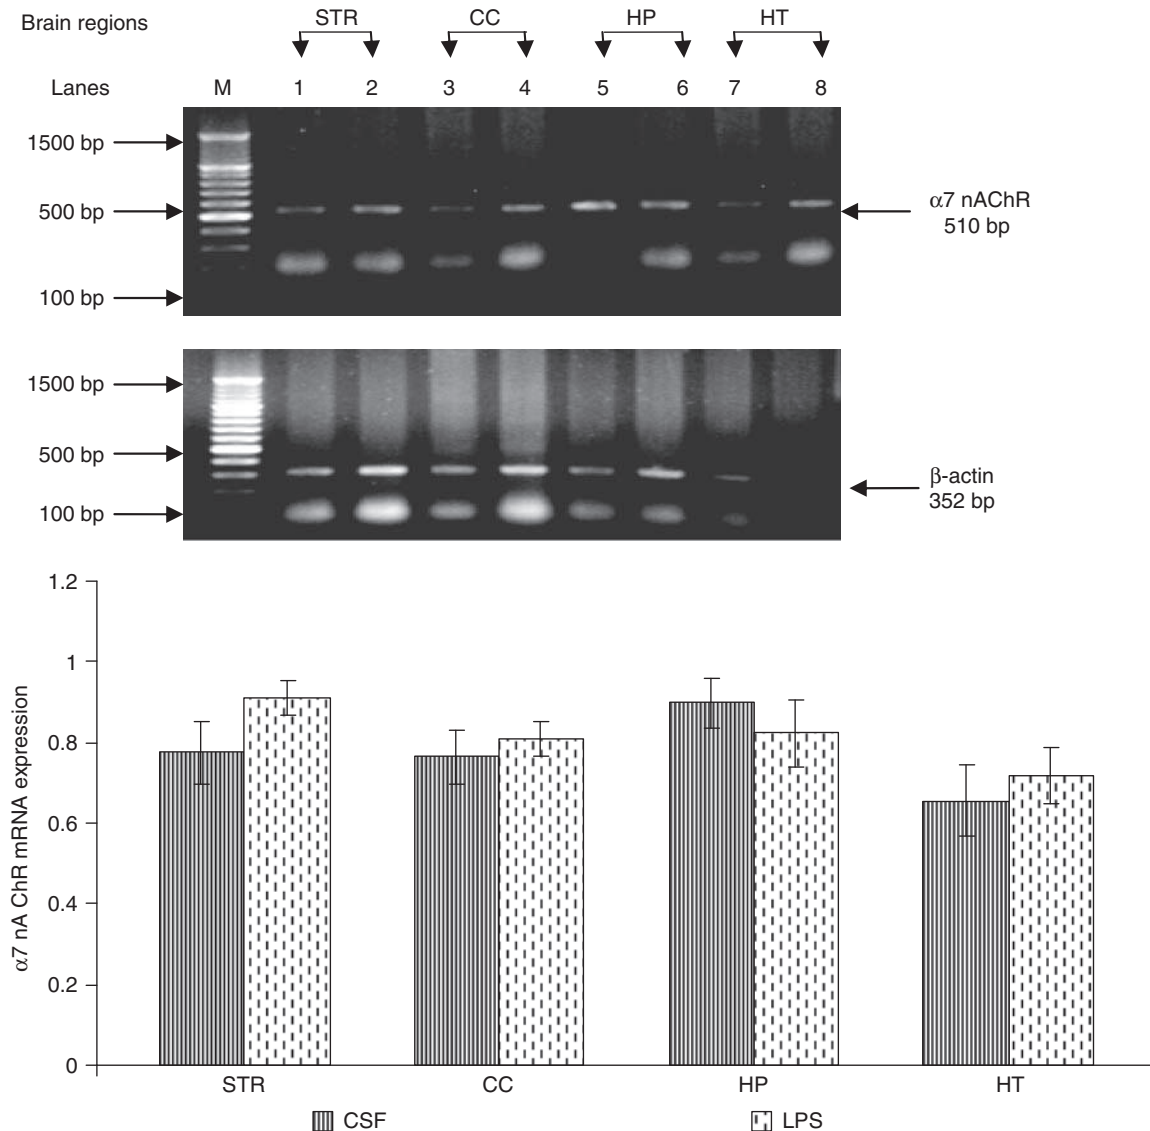 Brain regions STR CC HP HT
Lanes M 1 2 3 4 5 6 7 8
1500 bp
500 bp
α7 nAChR
510 bp
100 bp
1500 bp
500 bp
β-actin
352 bp
100 bp
1.2
1
0.8
0.6
0.4
0.2
0
α7 nA ChR mRNA expression
STR CC HP HT
CSF LPS